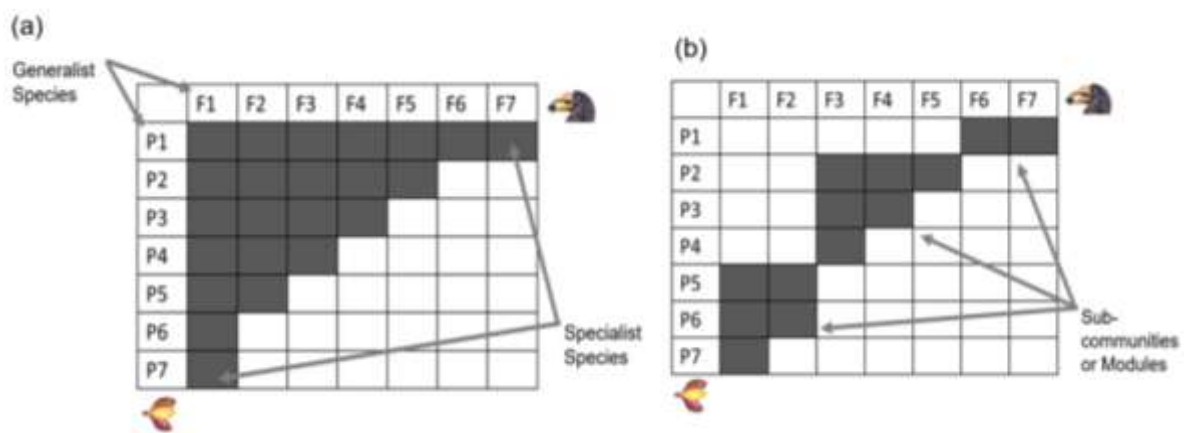 (a)
Generalist
Species
F1 F2 F3 F4 F5 F6 F7
P1
P2
P3
P4
P5
P6
P7
Specialist
Species
(b)
F1 F2 F3 F4 F5 F6 F7
P1
P2
P3
P4
P5
P6
P7
Sub-
communities
or Modules